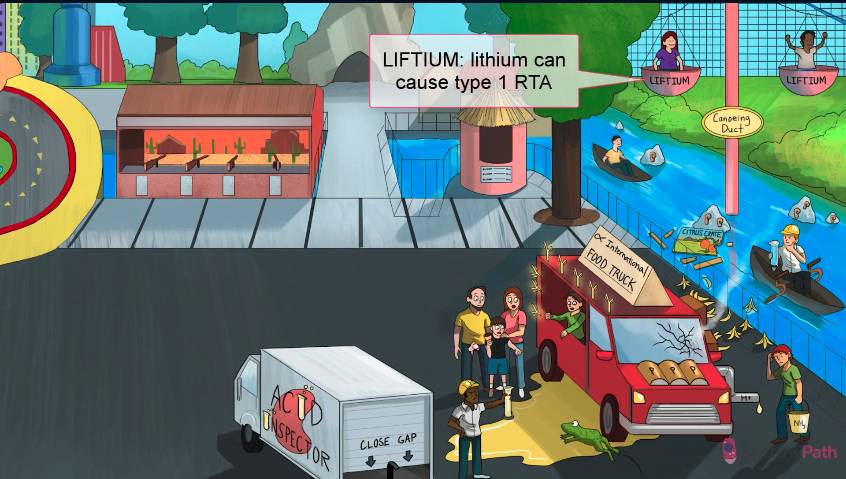 LIFTIUM: lithium can
cause type 1 RTA
LIFTIUM
LIFTIUM
Canoeing
Duct
CITRUS CRATE
∝ International
FOOD TRUCK
ACID
INSPECTOR
CLOSE GAP
H+
NH3
Path